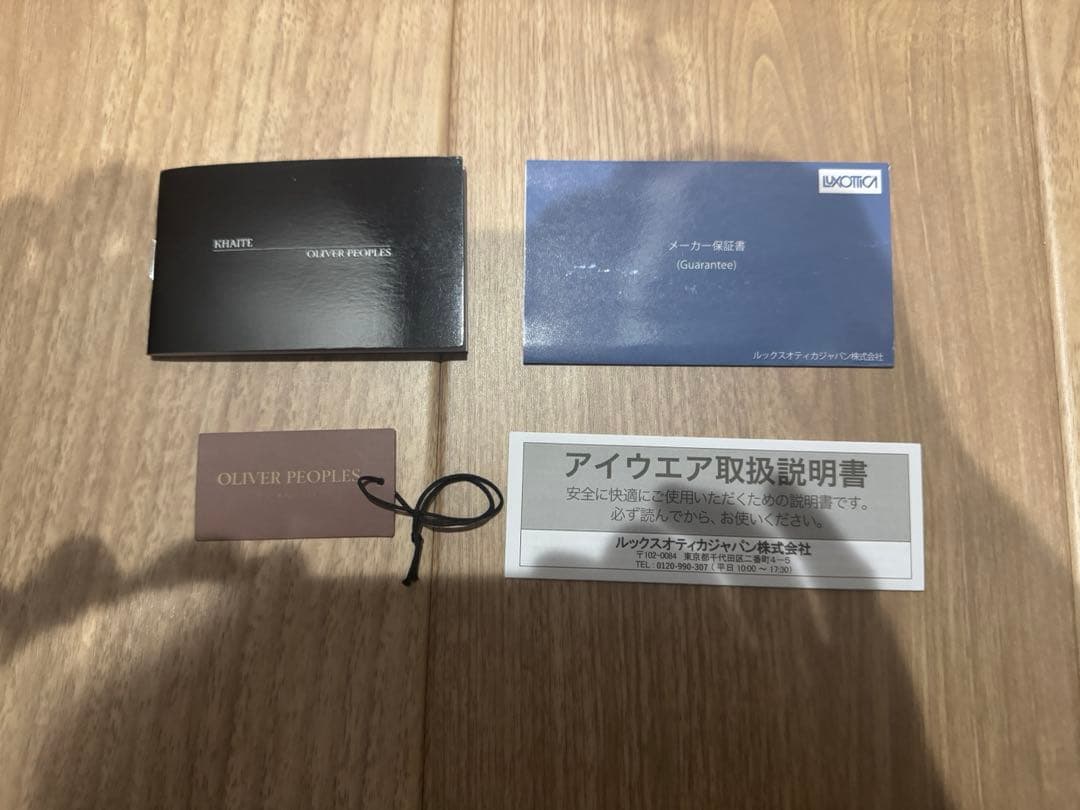 KHAITE
OLIVER PEOPLES
LUXOTTICA
メーカー保証書
(Guarantee)
ルックスオティカジャパン株式会社
OLIVER PEOPLES
アイウエア取扱説明書
安全に快適にご使用いただくための説明書です。
必ず読んでから、お使いください。
ルックスオティカジャパン株式会社
〒102-0084 東京都千代田区二番町4-5
TEL : 0120-990-307 ( 平日 10:00 ～ 17:30)